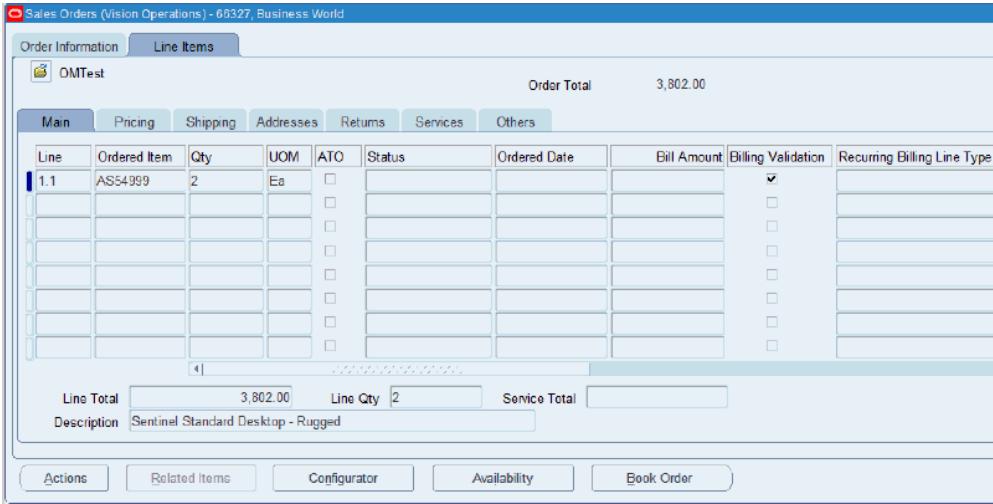 Sales Orders (Vision Operations) - 66327, Business World
Order Information Line Items
OMTest
Order Total 3,802.00
Main Pricing Shipping Addresses Returns Services Others
Line Ordered Item Qty UOM ATO Status Ordered Date Bill Amount Billing Validation Recurring Billing Line Type
1.1 AS54999 2 Ea
Line Total 3,802.00 Line Qty 2 Service Total
Description Sentinel Standard Desktop - Rugged
Actions Related Items Configurator Availability Book Order